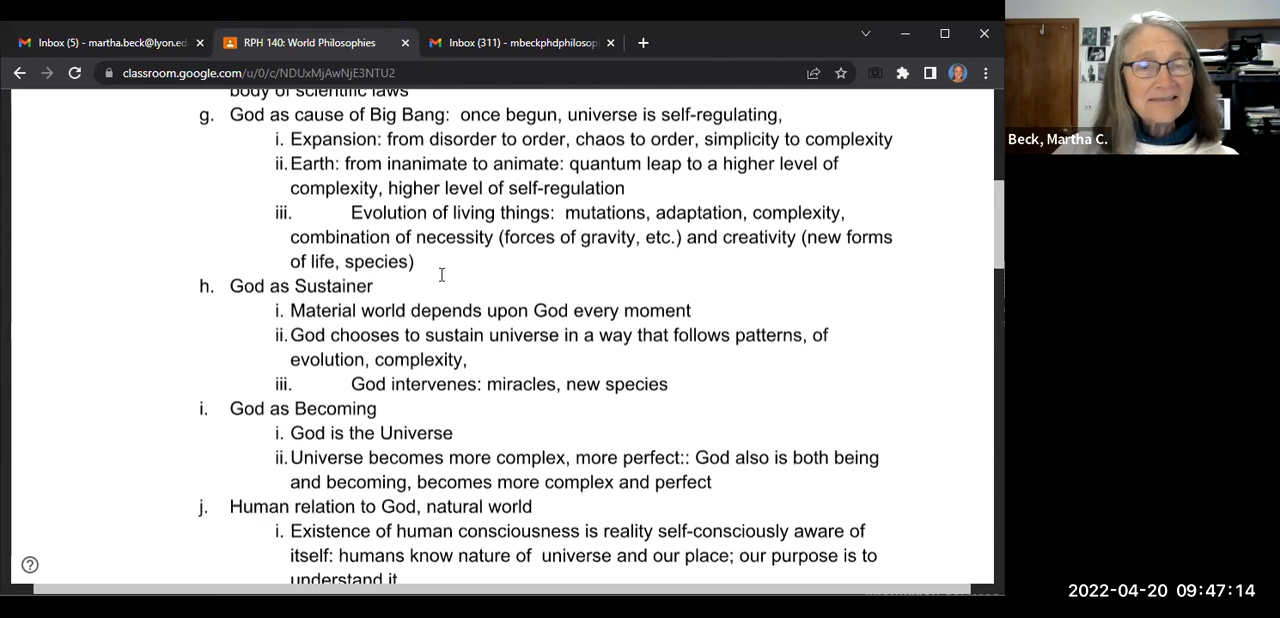 Inbox (5) - martha.beck@lyon.ed
RPH 140: World Philosophies
Inbox (311) - mbeckphdphilosop
classroom.google.com/u/0/c/NDUxMjAwNjE3NTU2
Beck, Martha C.
body of scientific laws
g. God as cause of Big Bang: once begun, universe is self-regulating,
i. Expansion: from disorder to order, chaos to order, simplicity to complexity
ii. Earth: from inanimate to animate: quantum leap to a higher level of
complexity, higher level of self-regulation
iii. Evolution of living things: mutations, adaptation, complexity,
combination of necessity (forces of gravity, etc.) and creativity (new forms
of life, species)
h. God as Sustainer
i. Material world depends upon God every moment
ii. God chooses to sustain universe in a way that follows patterns, of
evolution, complexity,
iii. God intervenes: miracles, new species
i. God as Becoming
i. God is the Universe
ii. Universe becomes more complex, more perfect:: God also is both being
and becoming, becomes more complex and perfect
j. Human relation to God, natural world
i. Existence of human consciousness is reality self-consciously aware of
itself: humans know nature of universe and our place; our purpose is to
understand it
2022-04-20 09:47:14